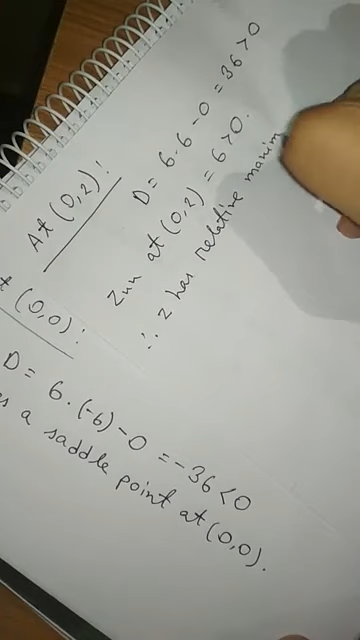 At (0,2):
D = 6·6 - 0 = 36 > 0
Zxx at (0,2) = 6 > 0.
∴ z has relative
(0,0):
D = 6·(-6) - 0 = -36 < 0
a saddle point at (0,0).